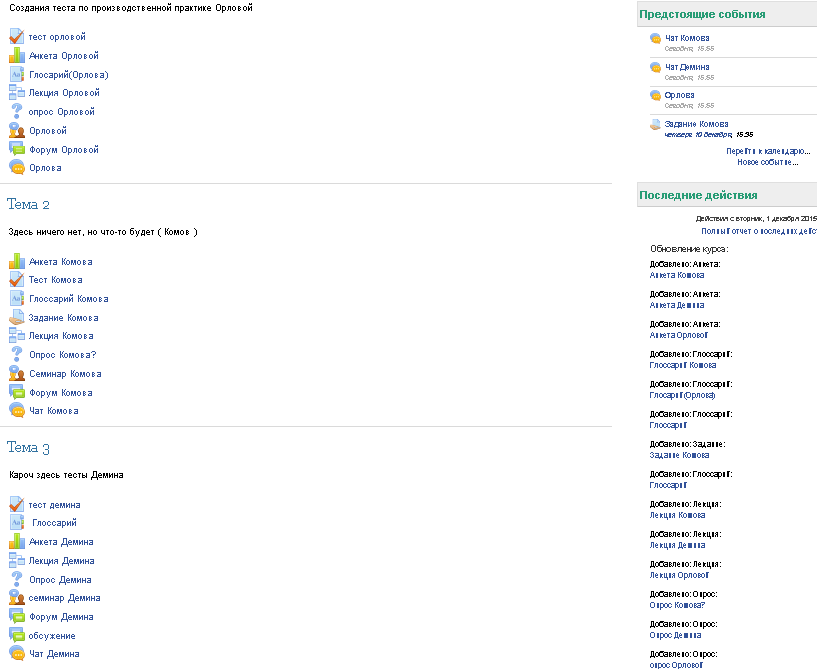 Создания теста по производственной практике Орловой
тест орловой
Анкета Орловой
Глосарий(Орлова)
Лекция Орловой
опрос Орловой
Орловой
Форум Орловой
Орлова
Тема 2
Здесь ничего нет, но что-то будет ( Комов )
Анкета Комова
Тест Комова
Глоссарий Комова
Задание Комова
Лекция Комова
Опрос Комова?
Семинар Комова
Форум Комова
Чат Комова
Тема 3
Кароч здесь тесты Демина
тест демина
Глоссарий
Анкета Демина
Лекция Демина
Опрос Демина
семинар Демина
Форум Демина
обсужение
Чат Демина
Предстоящие события
Чат Комова
Сегодня, 15:55
Чат Демина
Сегодня, 15:55
Орлова
Сегодня, 15:55
Задание Комова
четверг 10 декабря, 15:35
Перейти к календарю...
Новое событие...
Последние действия
Действия с вторник, 1 декабря 2015
Полный отчет о последних дейст
Обновление курса:
Добавлено: Анкета:
Анкета Комова
Добавлено: Анкета:
Анкета Демина
Добавлено: Анкета:
Анкета Орловой
Добавлено: Глоссарий:
Глоссарий Комова
Добавлено: Глоссарий:
Глосарий(Орлова)
Добавлено: Глоссарий:
Глоссарий
Добавлено: Задание:
Задание Комова
Добавлено: Глоссарий:
Глоссарий
Добавлено: Лекция:
Лекция Комова
Добавлено: Лекция:
Лекция Демина
Добавлено: Лекция:
Лекция Орловой
Добавлено: Опрос:
Опрос Комова?
Добавлено: Опрос:
Опрос Демина
Добавлено: Опрос:
опрос Орловой